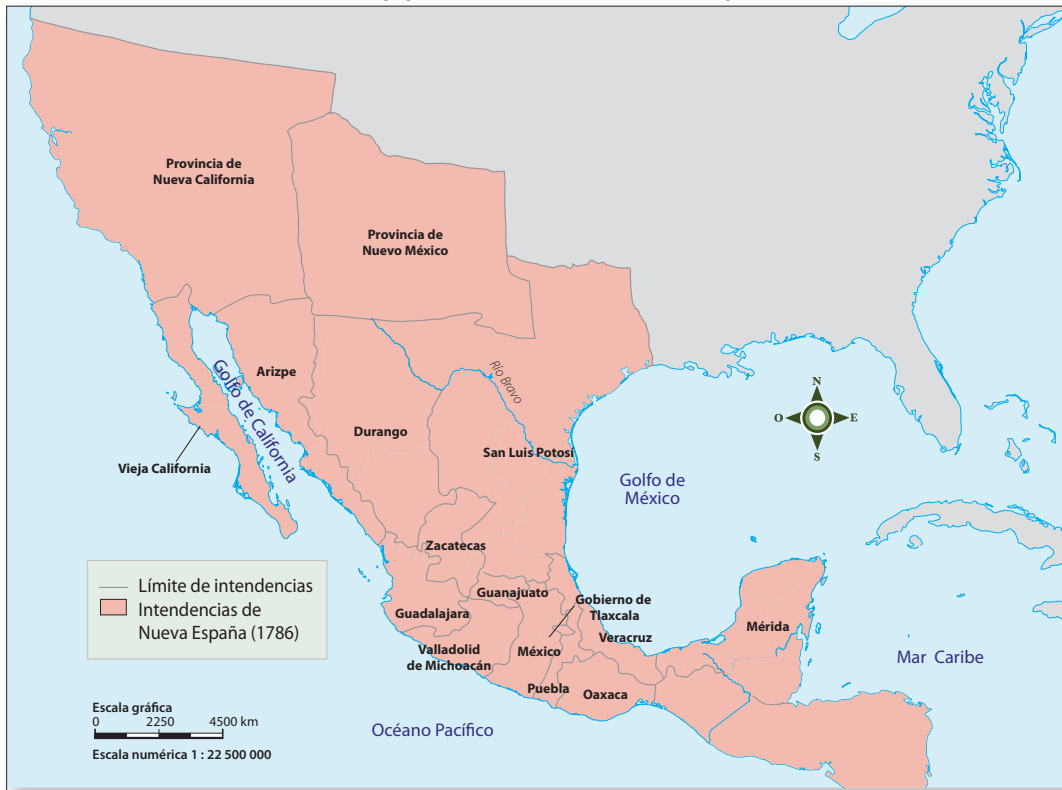 Provincia de
Nueva California
Provincia de
Nuevo México
Río Bravo
Arizpe
Golfo de California
Durango
San Luis Potosí
Vieja California
N
O
E
S
Golfo de
México
Zacatecas
Guanajuato
Gobierno de
Tlaxcala
Guadalajara
Veracruz
Mérida
Valladolid
de Michoacán
México
Mar Caribe
Puebla
Oaxaca
Océano Pacífico
Límite de intendencias
Intendencias de
Nueva España (1786)
Escala gráfica
0 2250 4500 km
Escala numérica 1 : 22 500 000